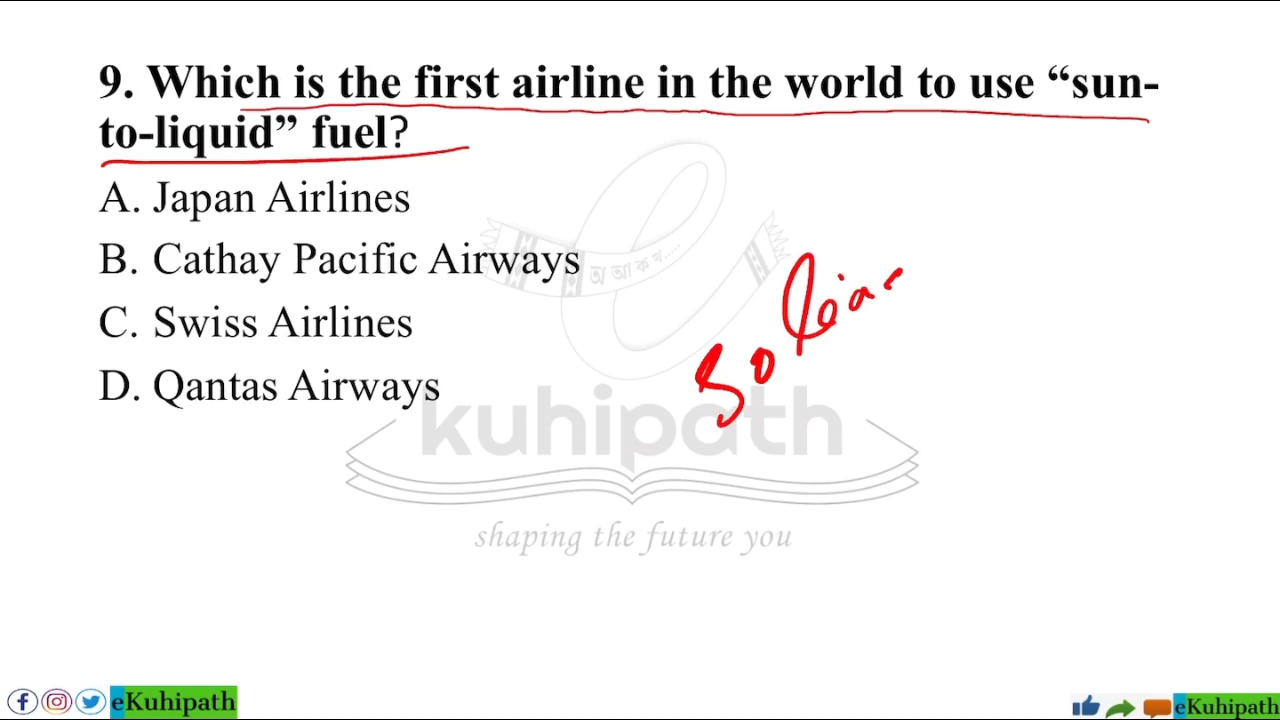 9. Which is the first airline in the world to use “sun-
to-liquid” fuel?
A. Japan Airlines
B. Cathay Pacific Airways
C. Swiss Airlines
D. Qantas Airways
অ আ ক খ.....
kuhipath
shaping the future you
eKuhipath
eKuhipath